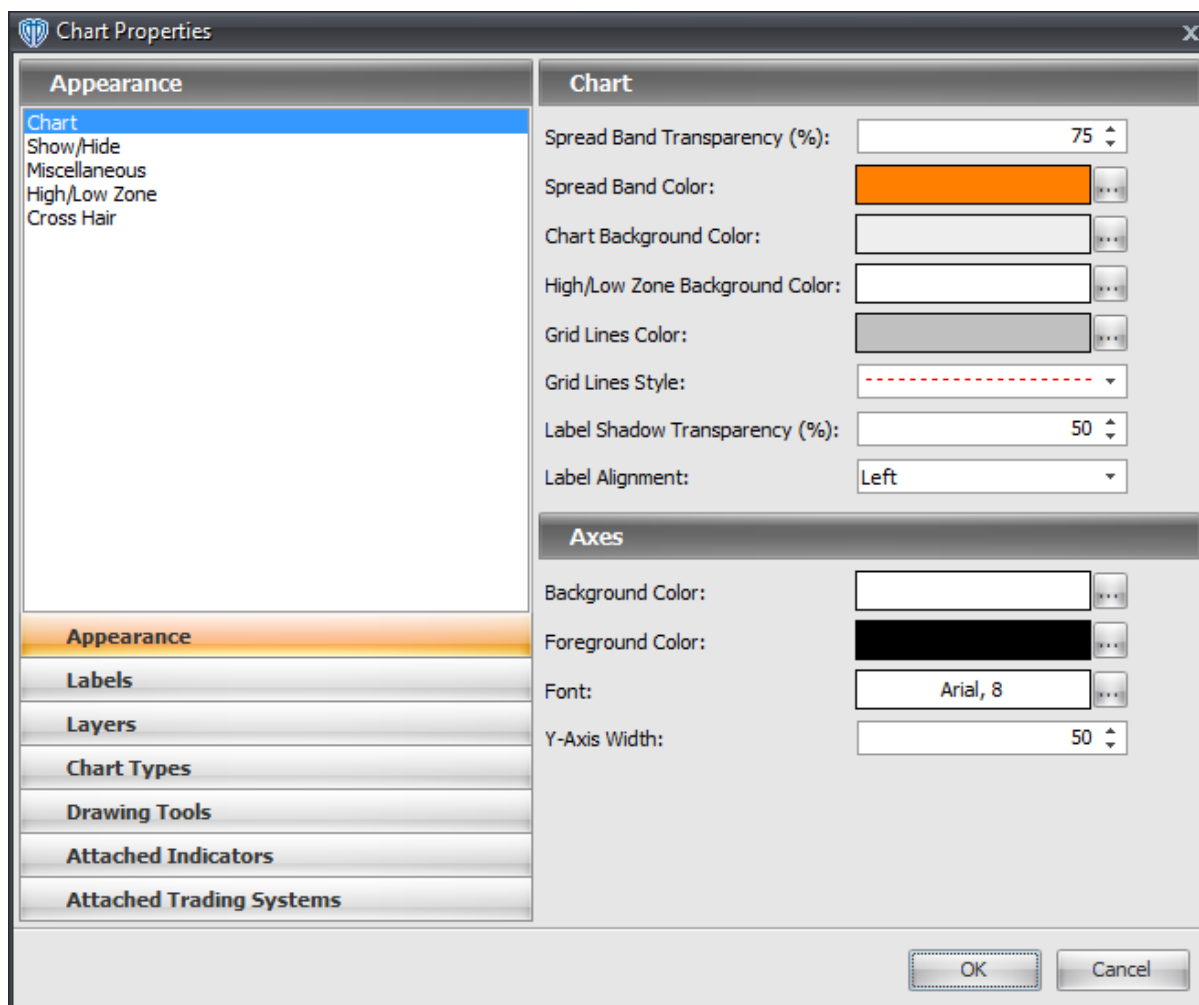 Chart Properties
Appearance
Chart
Show/Hide
Miscellaneous
High/Low Zone
Cross Hair
Appearance
Labels
Layers
Chart Types
Drawing Tools
Attached Indicators
Attached Trading Systems
Chart
Spread Band Transparency (%): 75
Spread Band Color: ...
Chart Background Color: ...
High/Low Zone Background Color: ...
Grid Lines Color: ...
Grid Lines Style:
Label Shadow Transparency (%): 50
Label Alignment: Left
Axes
Background Color: ...
Foreground Color: ...
Font: Arial, 8 ...
Y-Axis Width: 50
OK Cancel